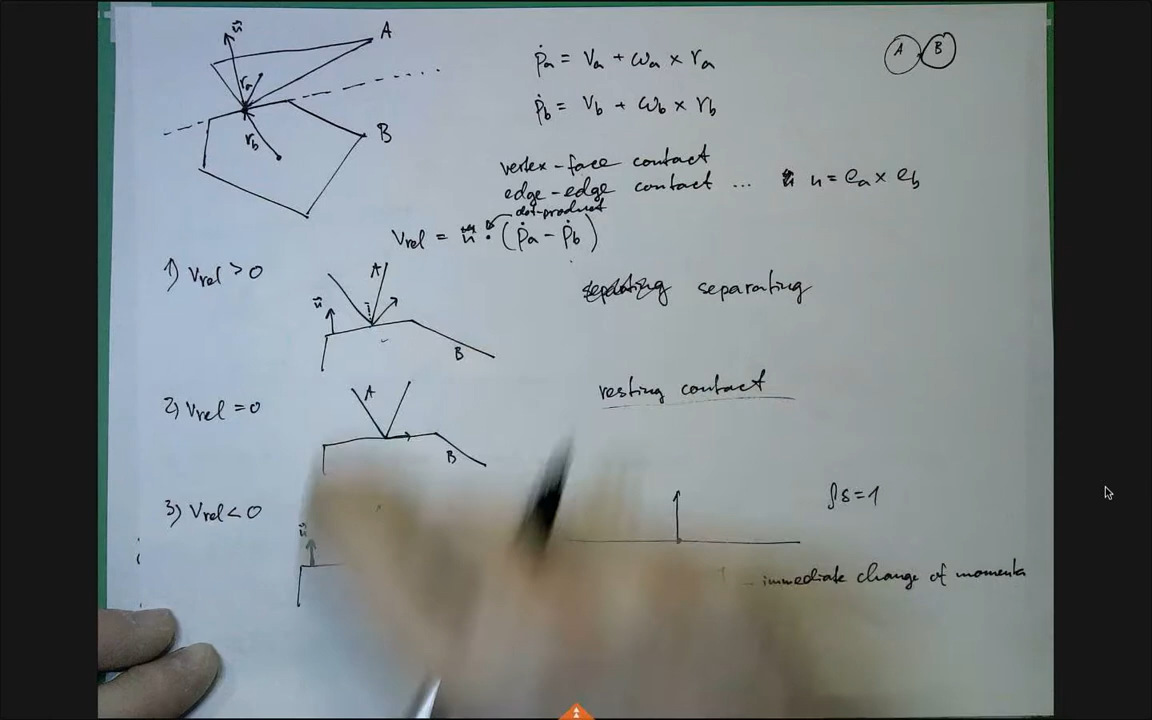 n⃗
A
ṗa = Va + ωa × ra
A B
ra
ṗb = Vb + ωb × rb
rb
B
vertex-face contact
edge-edge contact ... n = ea × eb
dot-product
Vrel = n⃗ · (ṗa - ṗb)
1) Vrel > 0
n⃗
A
B
separating
2) Vrel = 0
A
B
resting contact
3) Vrel < 0
n⃗
∫δ = 1
... immediate change of momenta